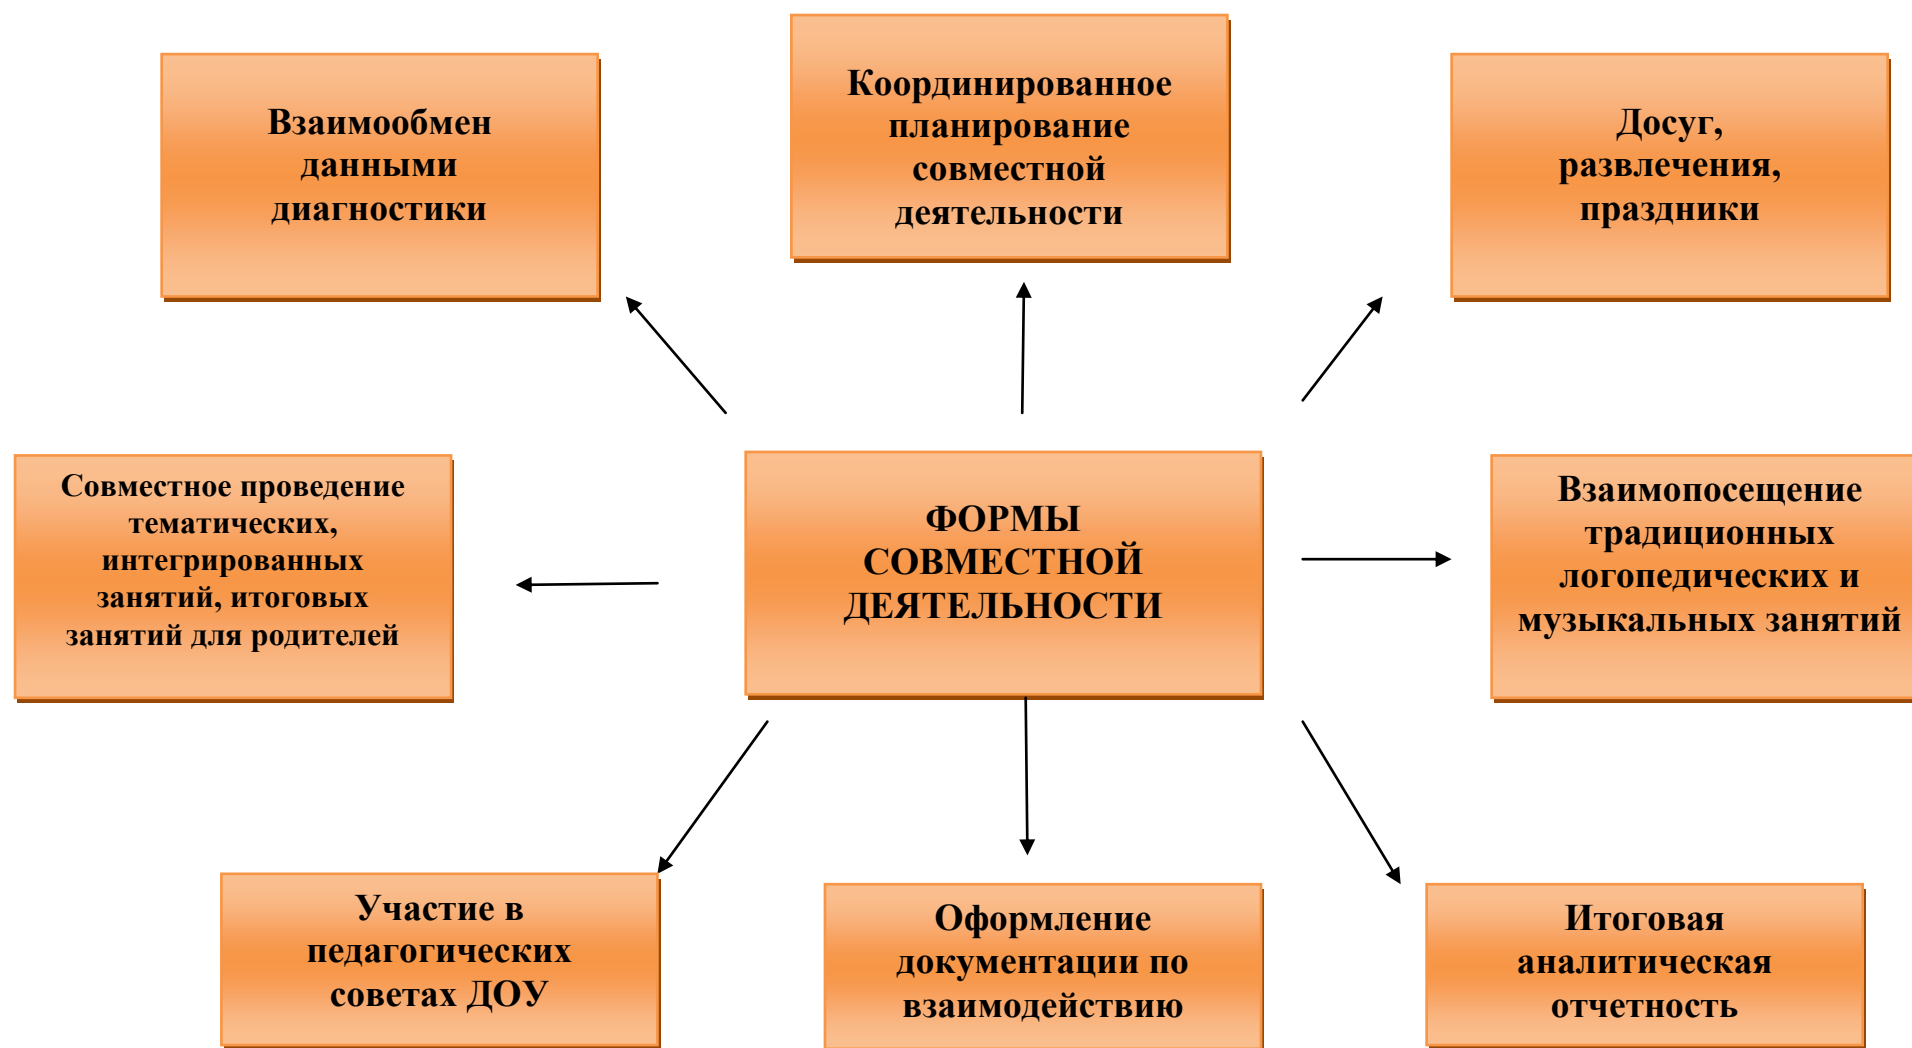 Взаимообмен
данными
диагностики
Координированное
планирование
совместной
деятельности
Досуг,
развлечения,
праздники
Совместное проведение
тематических,
интегрированных
занятий, итоговых
занятий для родителей
ФОРМЫ
СОВМЕСТНОЙ
ДЕЯТЕЛЬНОСТИ
Взаимопосещение
традиционных
логопедических и
музыкальных занятий
Участие в
педагогических
советах ДОУ
Оформление
документации по
взаимодействию
Итоговая
аналитическая
отчетность